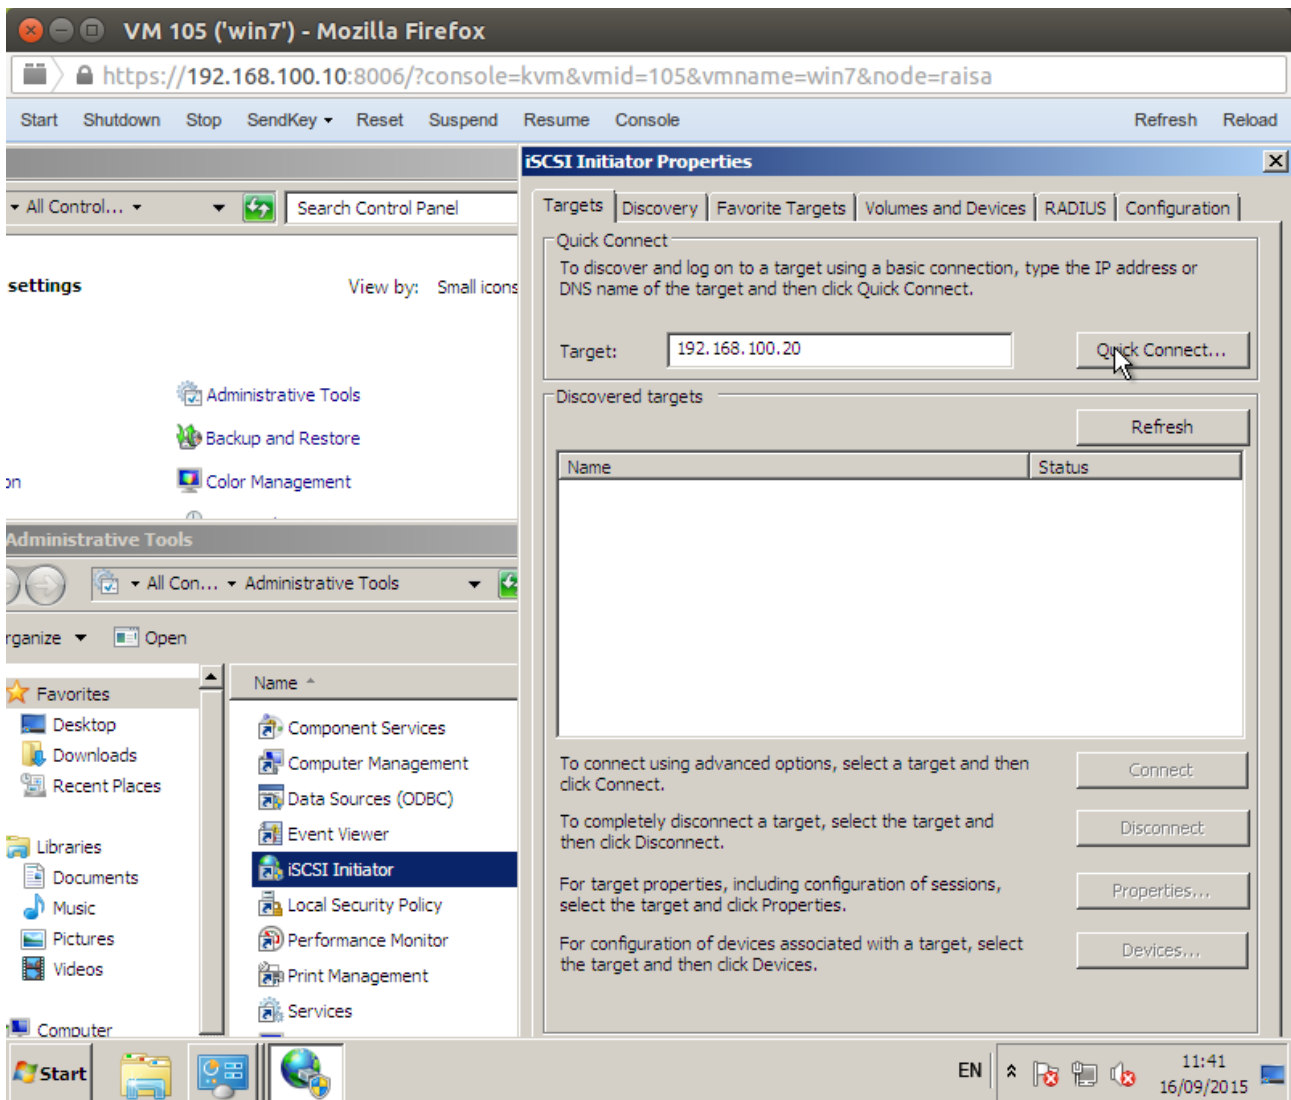 VM 105 ('win7') - Mozilla Firefox
https://192.168.100.10:8006/?console=kvm&vmid=105&vmname=win7&node=raisa
Start Shutdown Stop SendKey Reset Suspend Resume Console Refresh Reload
All Control...
Search Control Panel
settings
View by: Small icons
Administrative Tools
Backup and Restore
on
Color Management
Administrative Tools
All Con... Administrative Tools
rganize Open
Favorites
Desktop
Downloads
Recent Places
Libraries
Documents
Music
Pictures
Videos
Computer
Name
Component Services
Computer Management
Data Sources (ODBC)
Event Viewer
iSCSI Initiator
Local Security Policy
Performance Monitor
Print Management
Services
iSCSI Initiator Properties
Targets Discovery Favorite Targets Volumes and Devices RADIUS Configuration
Quick Connect
To discover and log on to a target using a basic connection, type the IP address or
DNS name of the target and then click Quick Connect.
Target: 192.168.100.20 Quick Connect...
Discovered targets
Refresh
Name Status
To connect using advanced options, select a target and then
click Connect.
Connect
To completely disconnect a target, select the target and
then click Disconnect.
Disconnect
For target properties, including configuration of sessions,
select the target and click Properties.
Properties...
For configuration of devices associated with a target, select
the target and then click Devices.
Devices...
Start
EN
11:41
16/09/2015